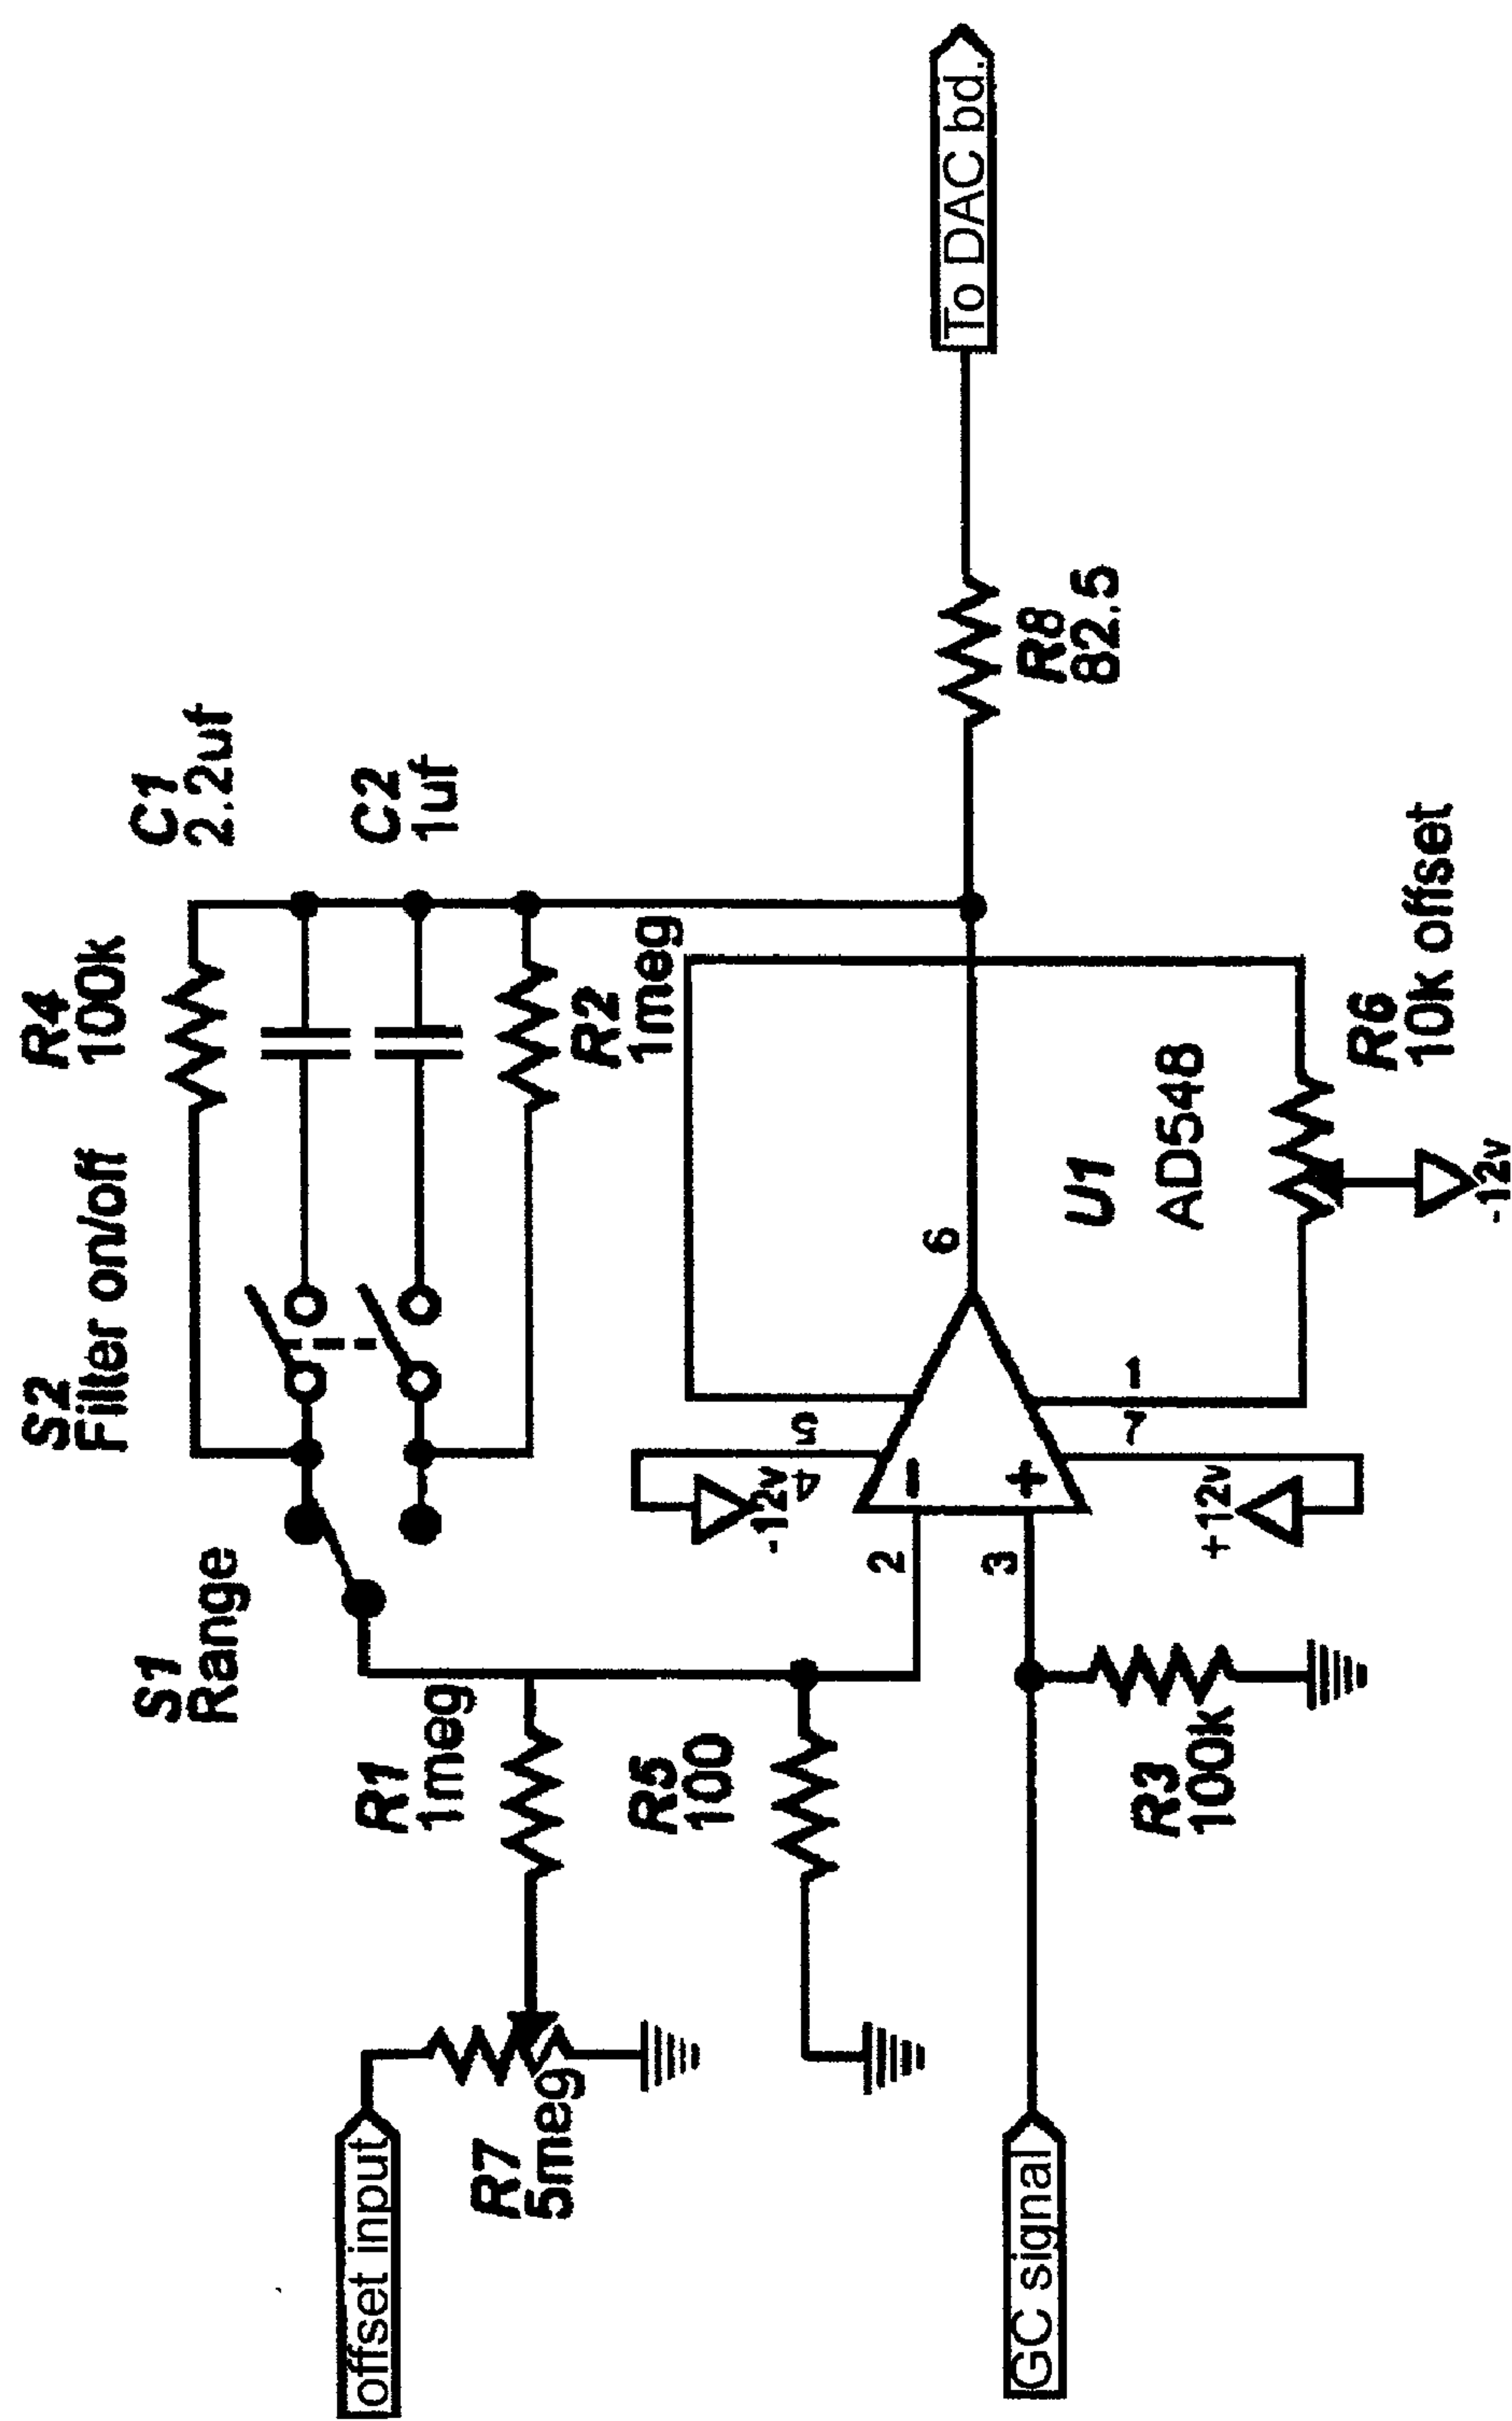 S1
Range
S2
Filter on/off
R4
100k
C1
2.2uf
C2
1uf
R2
1meg
offset input
R7
5meg
R1
1meg
R5
100
-12v
4
5
2
3
6
7
1
U1
AD548
+12v
R8
82.5
To DAC bd.
GC signal
R3
100k
R6
10k offset
-12v